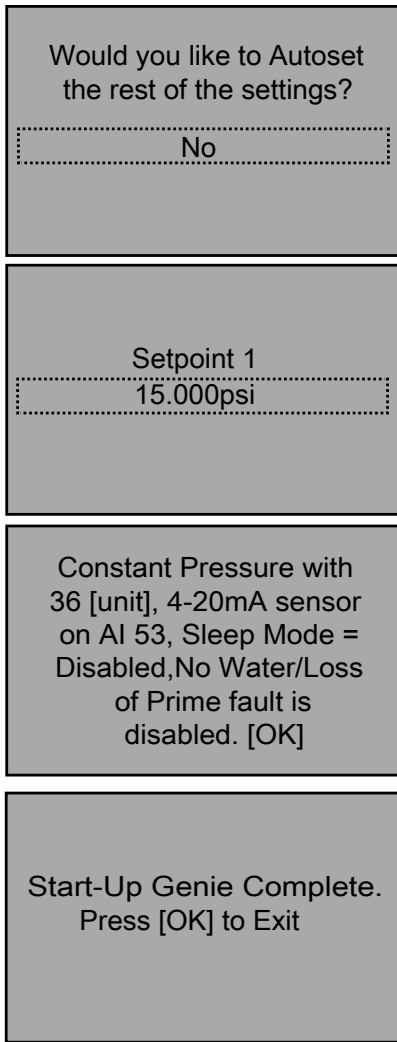 Would you like to Autoset
the rest of the settings?
No
Setpoint 1
15.000psi
Constant Pressure with
36 [unit], 4-20mA sensor
on AI 53, Sleep Mode =
Disabled,No Water/Loss
of Prime fault is
disabled. [OK]
Start-Up Genie Complete.
Press [OK] to Exit